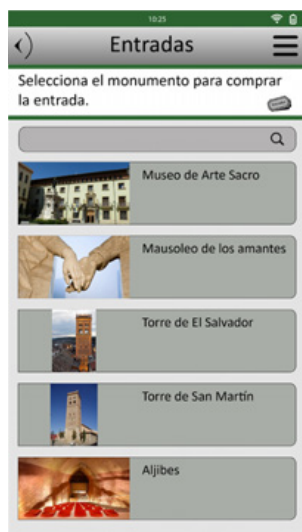 10:25
Entradas
Selecciona el monumento para comprar
la entrada.
Museo de Arte Sacro
Mausoleo de los amantes
Torre de El Salvador
Torre de San Martín
Aljibes